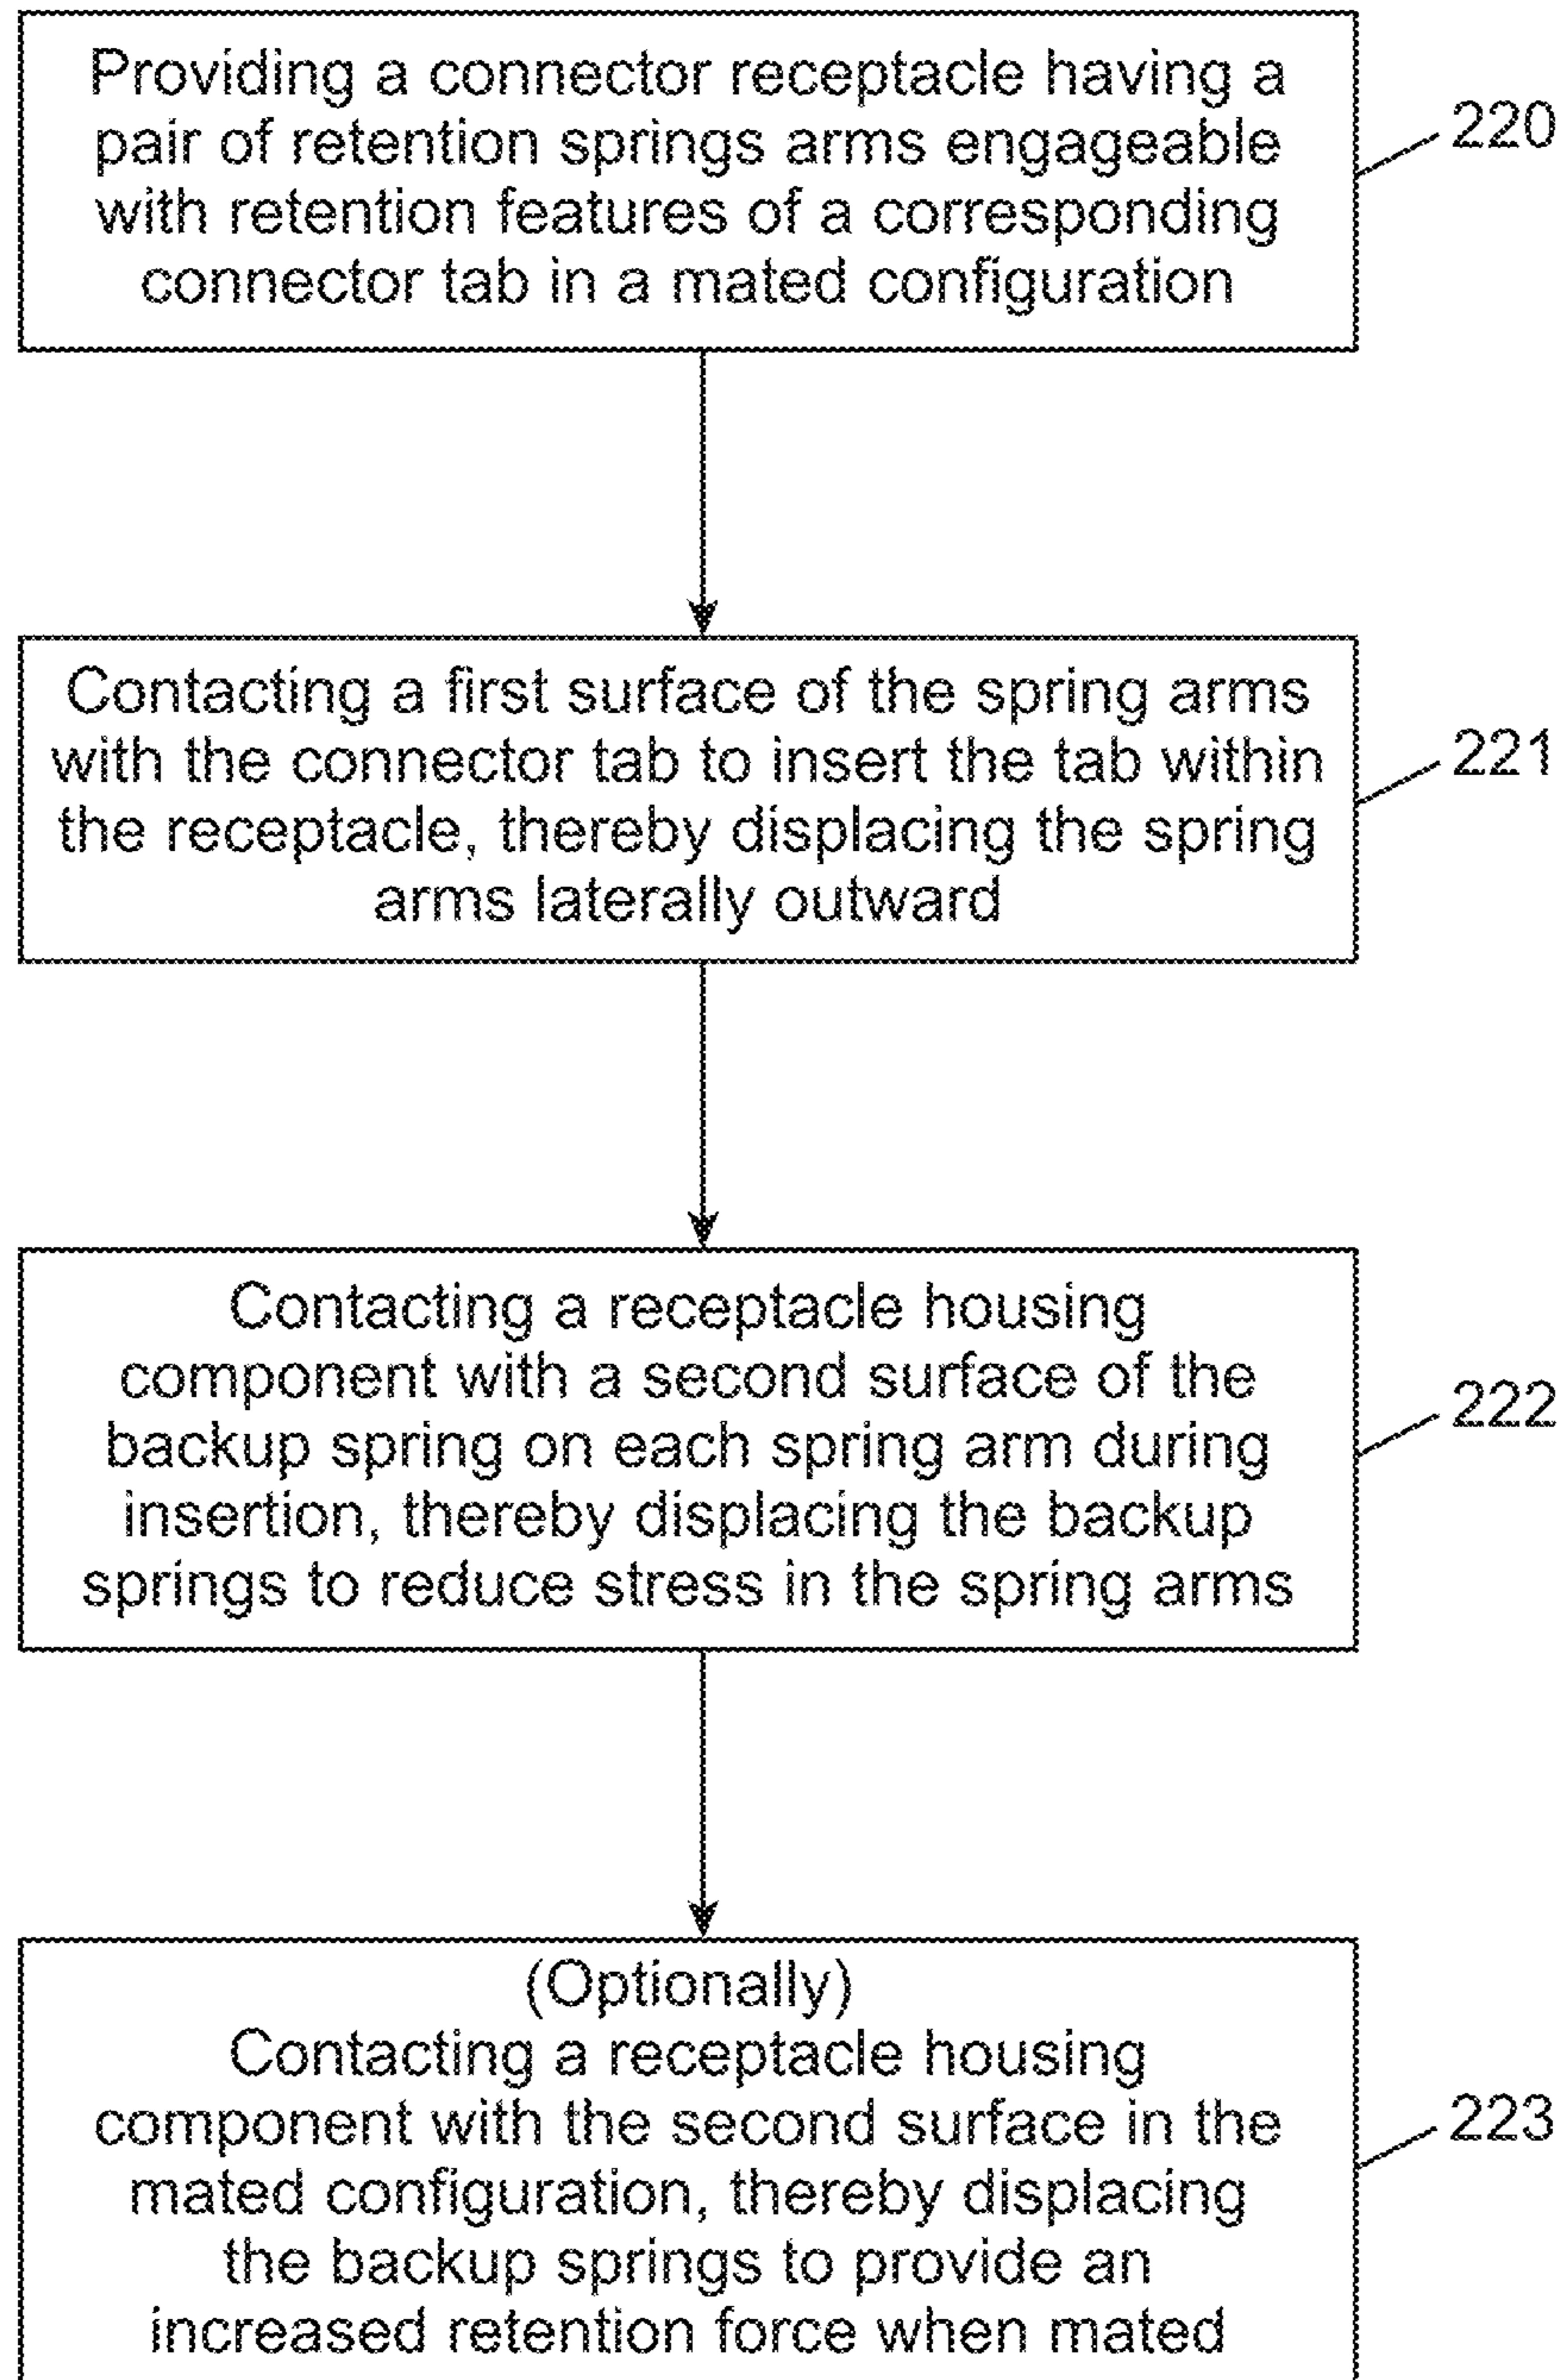 Providing a connector receptacle having a
pair of retention springs arms engageable
with retention features of a corresponding
connector tab in a mated configuration
220
Contacting a first surface of the spring arms
with the connector tab to insert the tab within
the receptacle, thereby displacing the spring
arms laterally outward
221
Contacting a receptacle housing
component with a second surface of the
backup spring on each spring arm during
insertion, thereby displacing the backup
springs to reduce stress in the spring arms
222
(Optionally)
Contacting a receptacle housing
component with the second surface in the
mated configuration, thereby displacing
the backup springs to provide an
increased retention force when mated
223